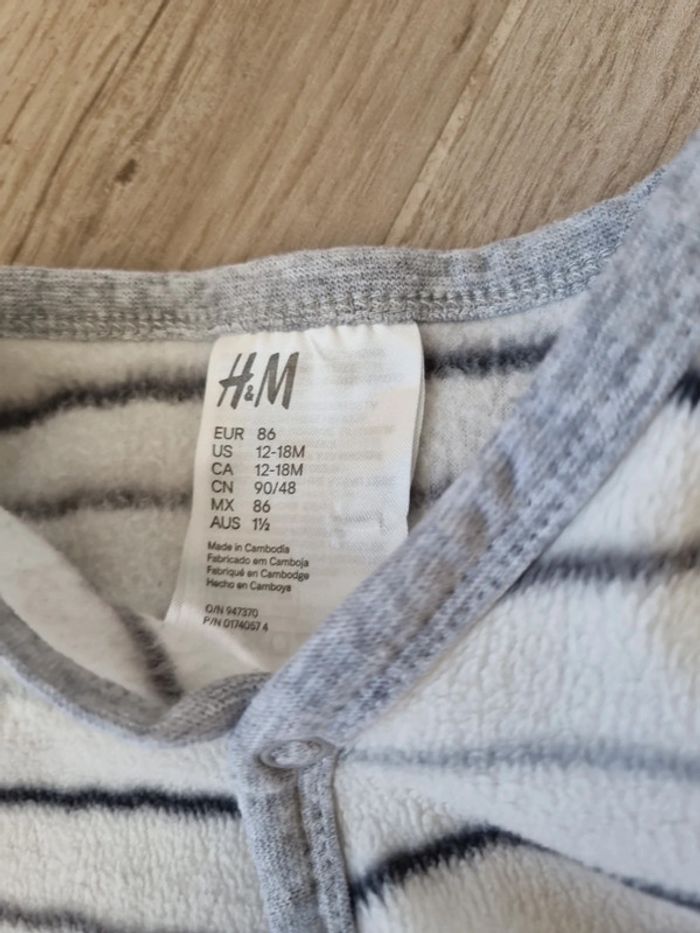 H&M
EUR 86
US 12-18M
CA 12-18M
CN 90/48
MX 86
AUS 1½
Made in Cambodia
Fabricado em Camboja
Fabriqué en Cambodge
Hecho en Camboya
O/N 947370
P/N 0174057 4